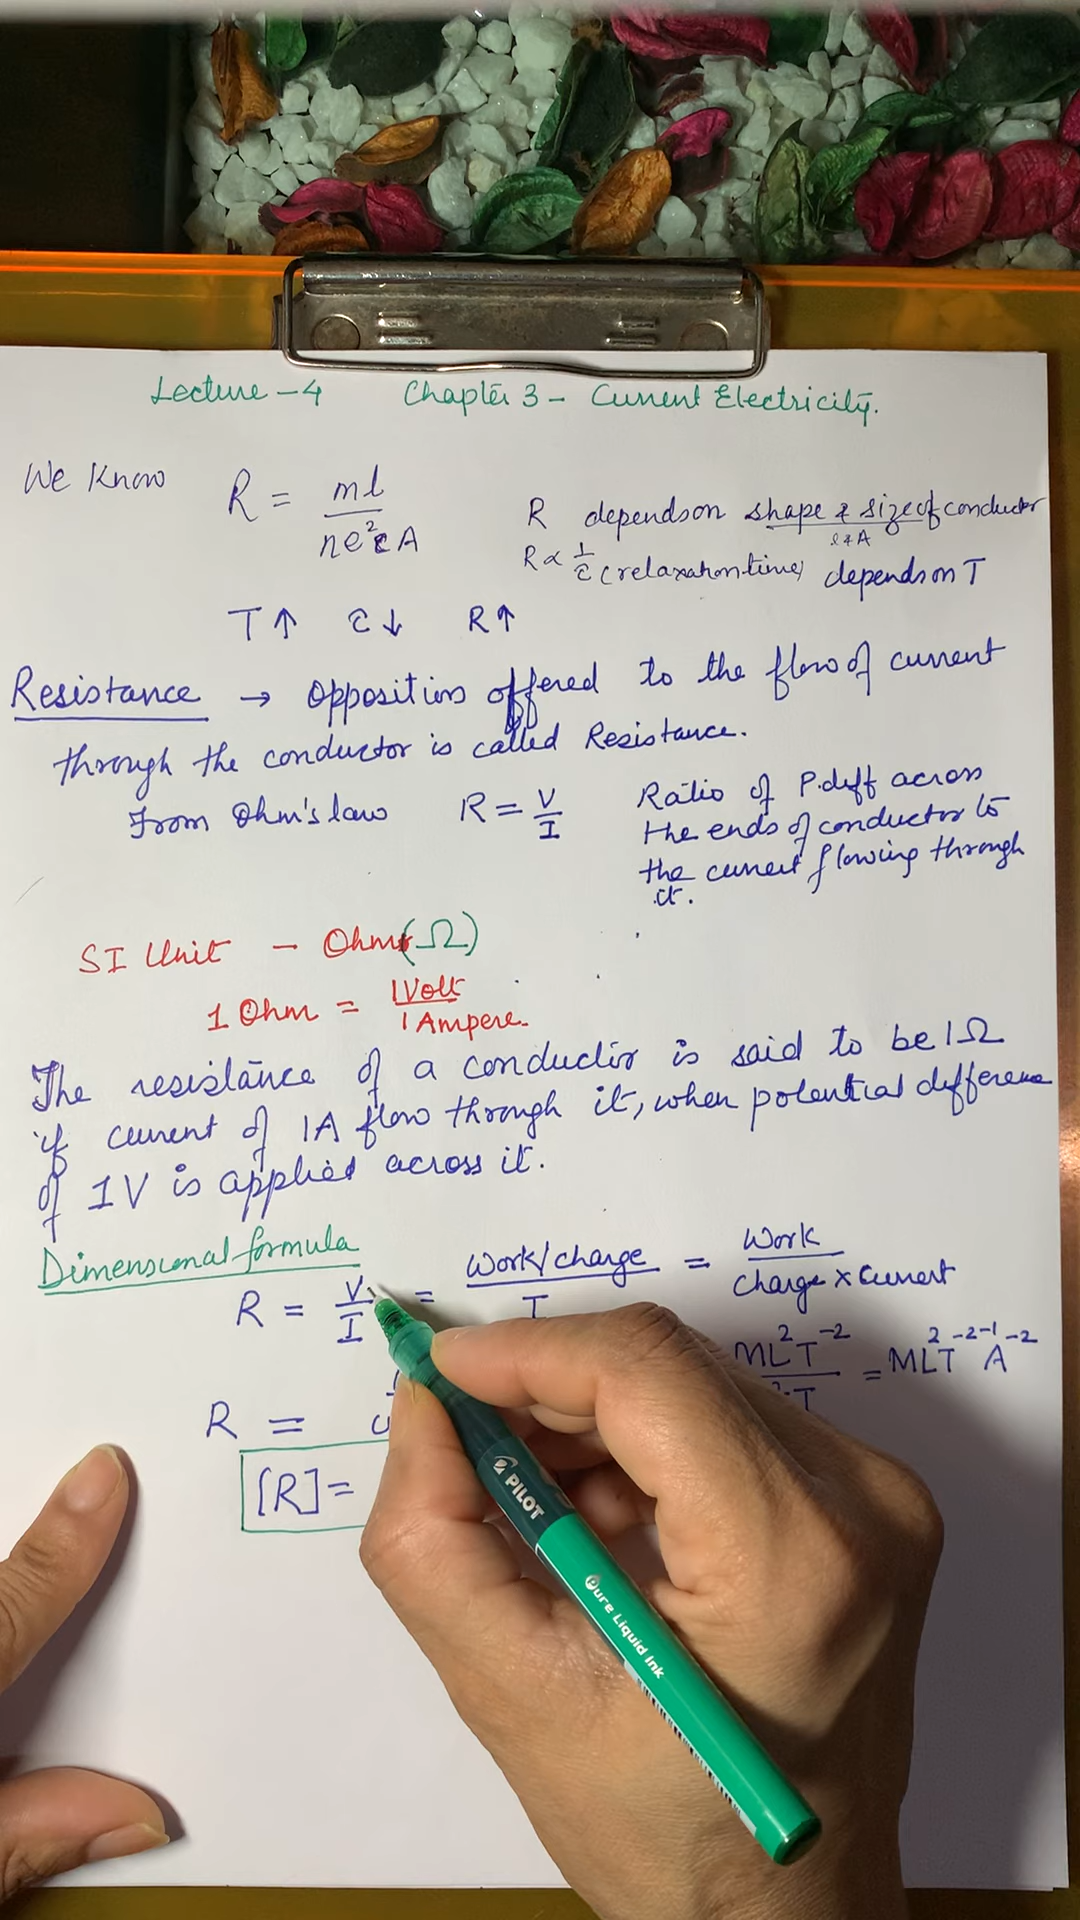 Lecture - 4 Chapter 3 - Current Electricity.
We Know R = ml / ne²τA
R depends on shape & size of conductor
l & A
R ∝ 1/τ (relaxation time) depends on T
T↑ τ↓ R↑
Resistance → Opposition offered to the flow of current
through the conductor is called Resistance.
From Ohm's law R = V/I
Ratio of P.diff across
the ends of conductor to
the current flowing through
it.
SI Unit - Ohm (Ω)
1 Ohm = 1Volt / 1Ampere.
The resistance of a conductor is said to be 1Ω
if current of 1A flow through it, when potential difference
of 1V is applied across it.
Dimensional formula
R = V/I = Work/charge / I = Work / Charge × Current
ML²T⁻² / ²T = ML²T⁻²⁻¹A⁻²
R =
[R] =
PILOT
Pure Liquid Ink